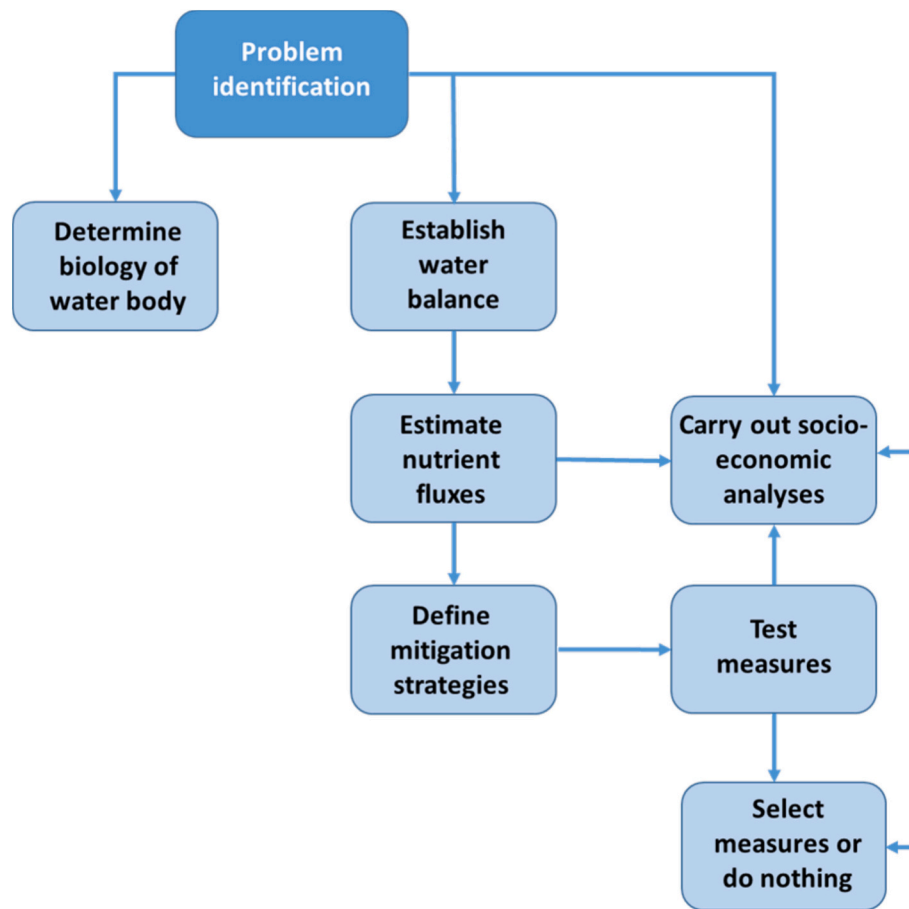 Problem
identification
Determine
biology of
water body
Establish
water
balance
Estimate
nutrient
fluxes
Carry out socio-
economic
analyses
Define
mitigation
strategies
Test
measures
Select
measures or
do nothing